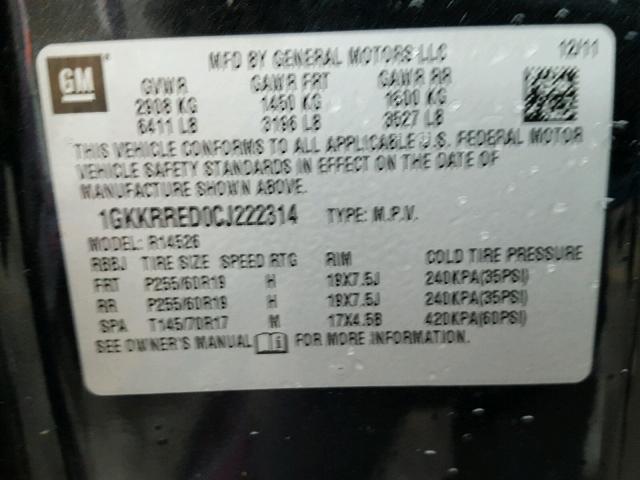 GM
MFD BY GENERAL MOTORS LLC 12/11
GVWR GAWR FRT GAWR RR
2908 KG 1450 KG 1600 KG
6411 LB 3196 LB 3527 LB
THIS VEHICLE CONFORMS TO ALL APPLICABLE U.S. FEDERAL MOTOR
VEHICLE SAFETY STANDARDS IN EFFECT ON THE DATE OF
MANUFACTURE SHOWN ABOVE.
1GKKRRED0CJ222314 TYPE: M.P.V.
MODEL: R14526
RBBJ TIRE SIZE SPEED RTG RIM COLD TIRE PRESSURE
FRT P255/60R19 H 19X7.5J 240KPA(35PSI)
RR P255/60R19 H 19X7.5J 240KPA(35PSI)
SPA T145/70R17 M 17X4.5B 420KPA(60PSI)
SEE OWNER'S MANUAL FOR MORE INFORMATION.